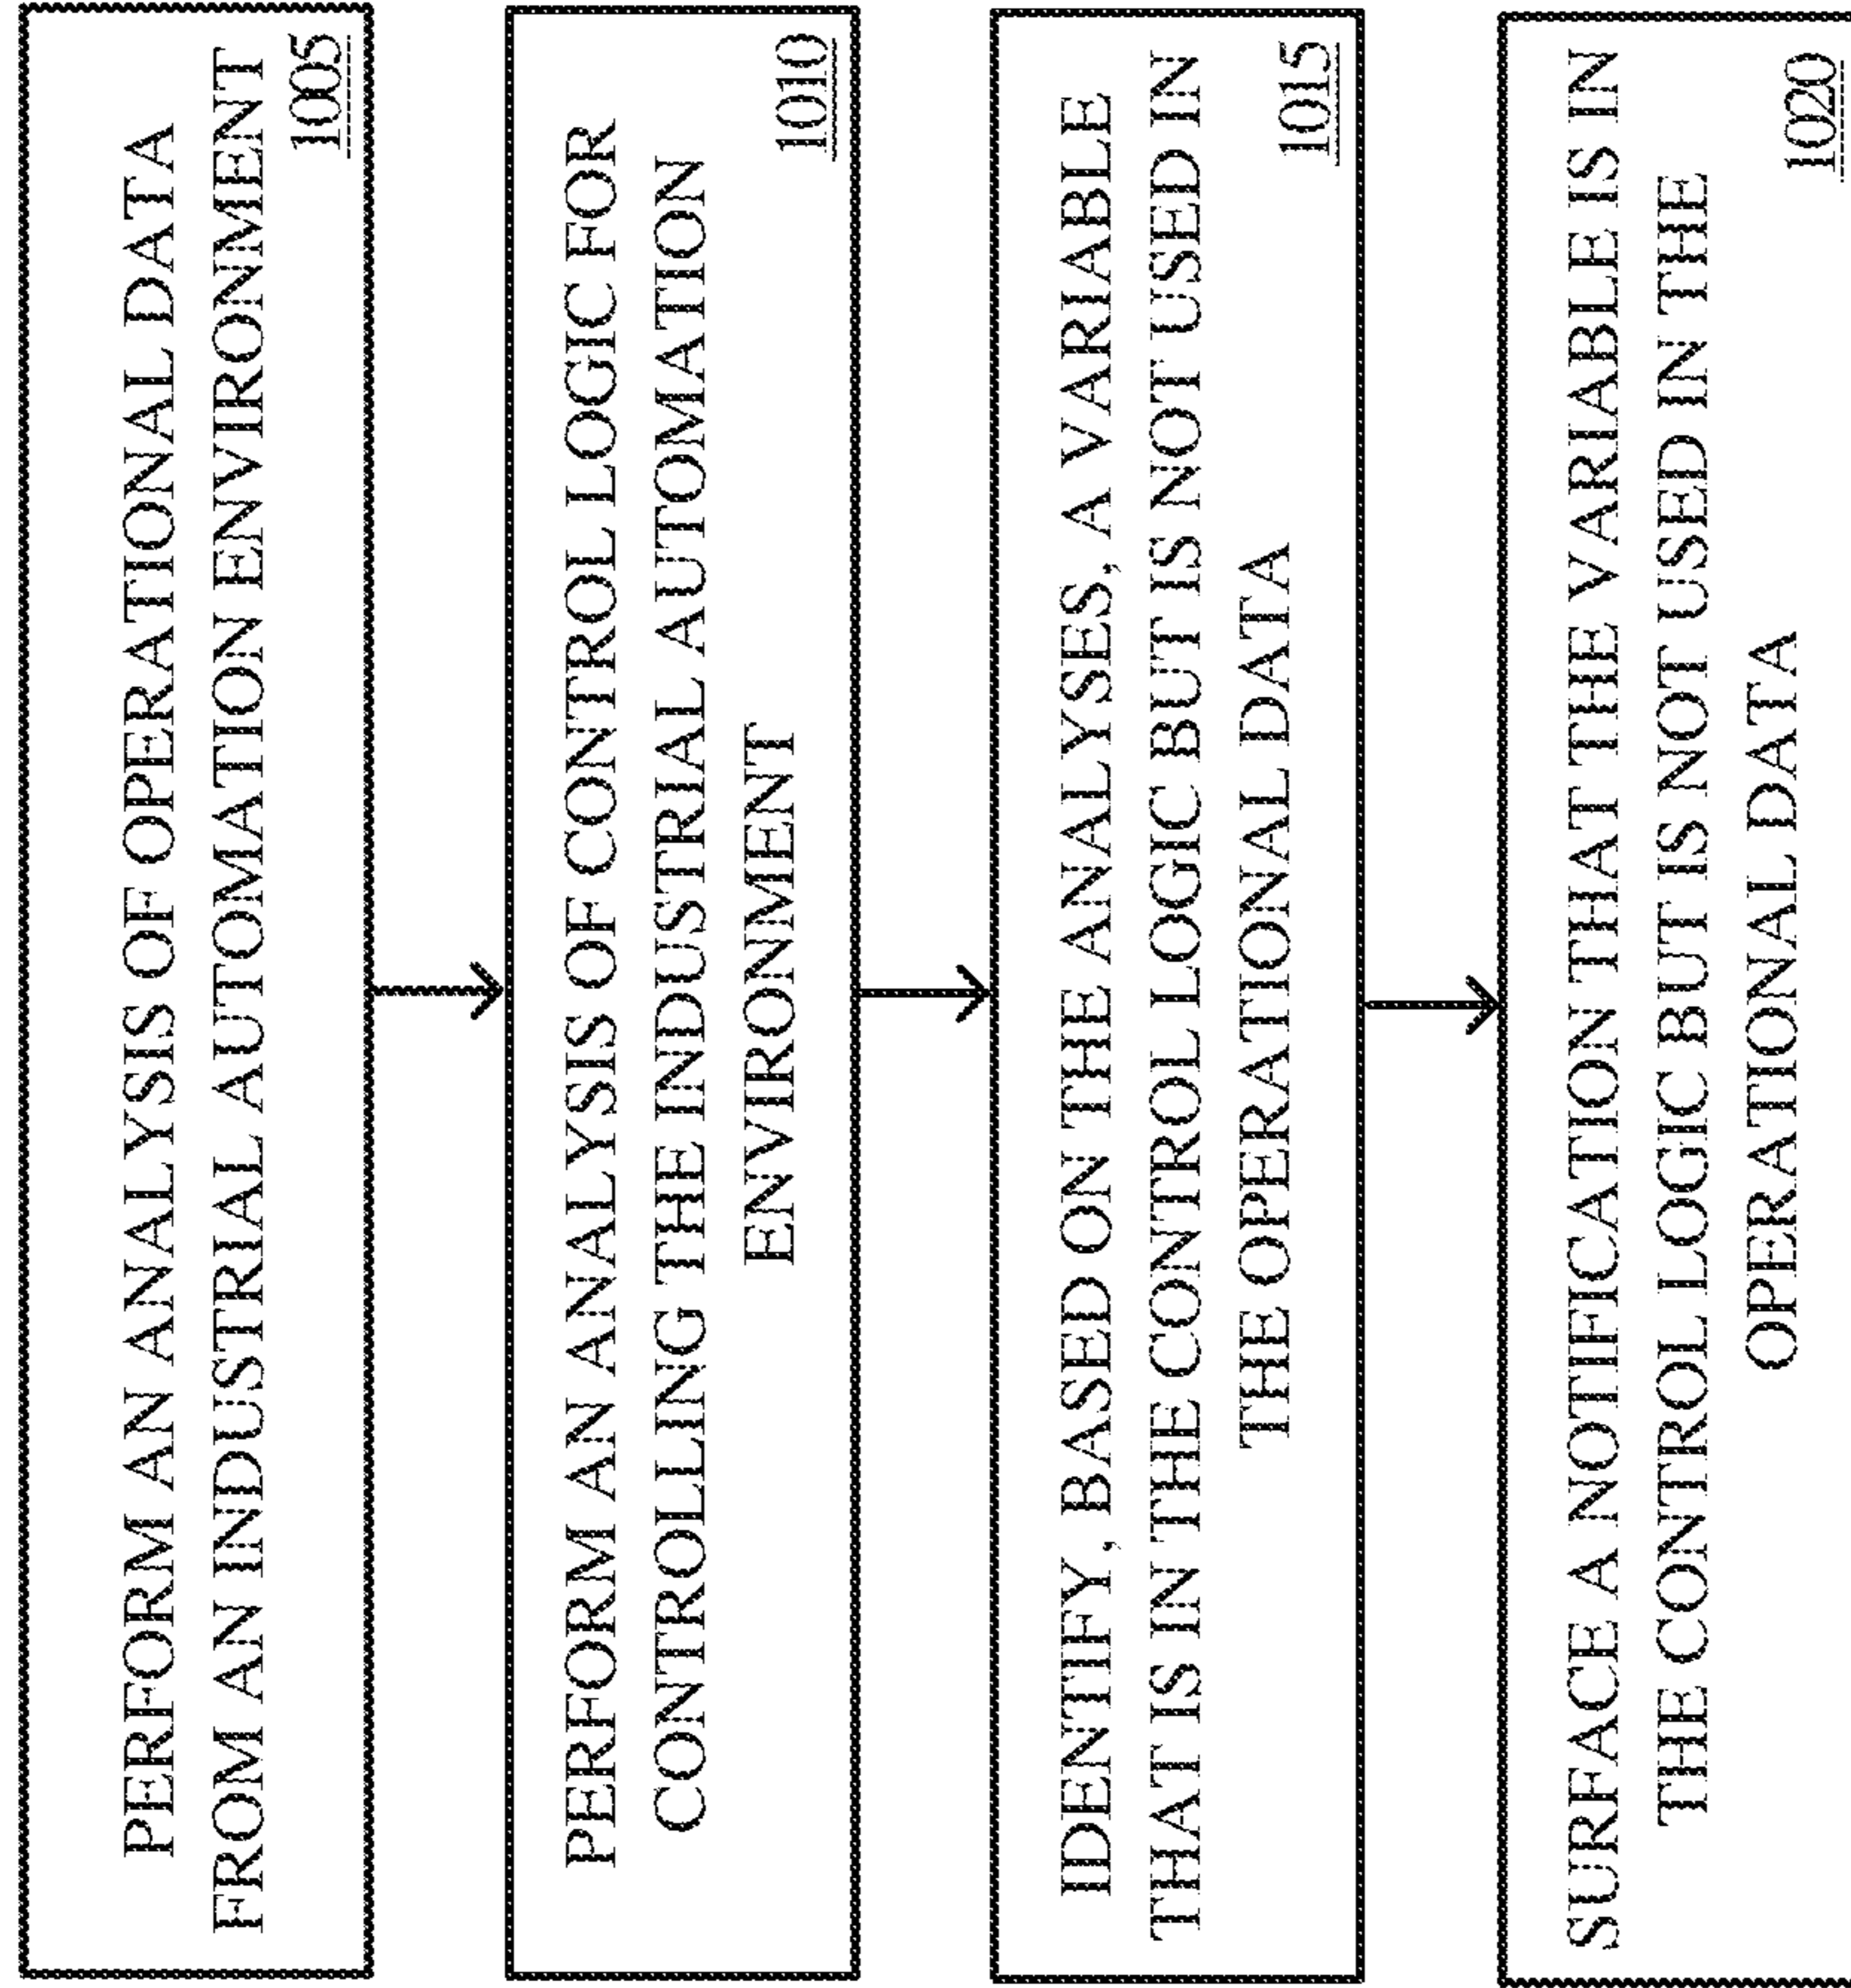 PERFORM AN ANALYSIS OF OPERATIONAL DATA
FROM AN INDUSTRIAL AUTOMATION ENVIRONMENT
1005
PERFORM AN ANALYSIS OF CONTROL LOGIC FOR
CONTROLLING THE INDUSTRIAL AUTOMATION
ENVIRONMENT
1010
IDENTIFY, BASED ON THE ANALYSES, A VARIABLE
THAT IS IN THE CONTROL LOGIC BUT IS NOT USED IN
THE OPERATIONAL DATA
1015
SURFACE A NOTIFICATION THAT THE VARIABLE IS IN
THE CONTROL LOGIC BUT IS NOT USED IN THE
OPERATIONAL DATA
1020